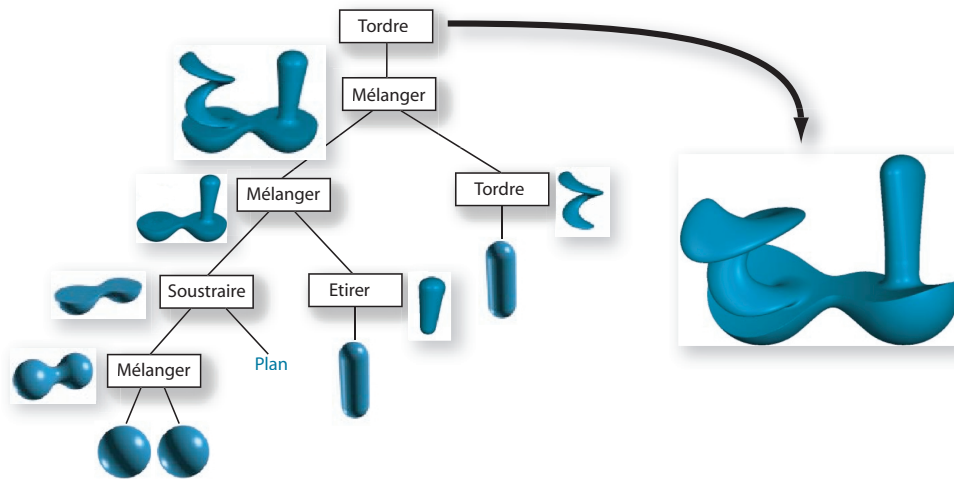 Tordre
Mélanger
Mélanger
Tordre
Soustraire
Etirer
Mélanger
Plan